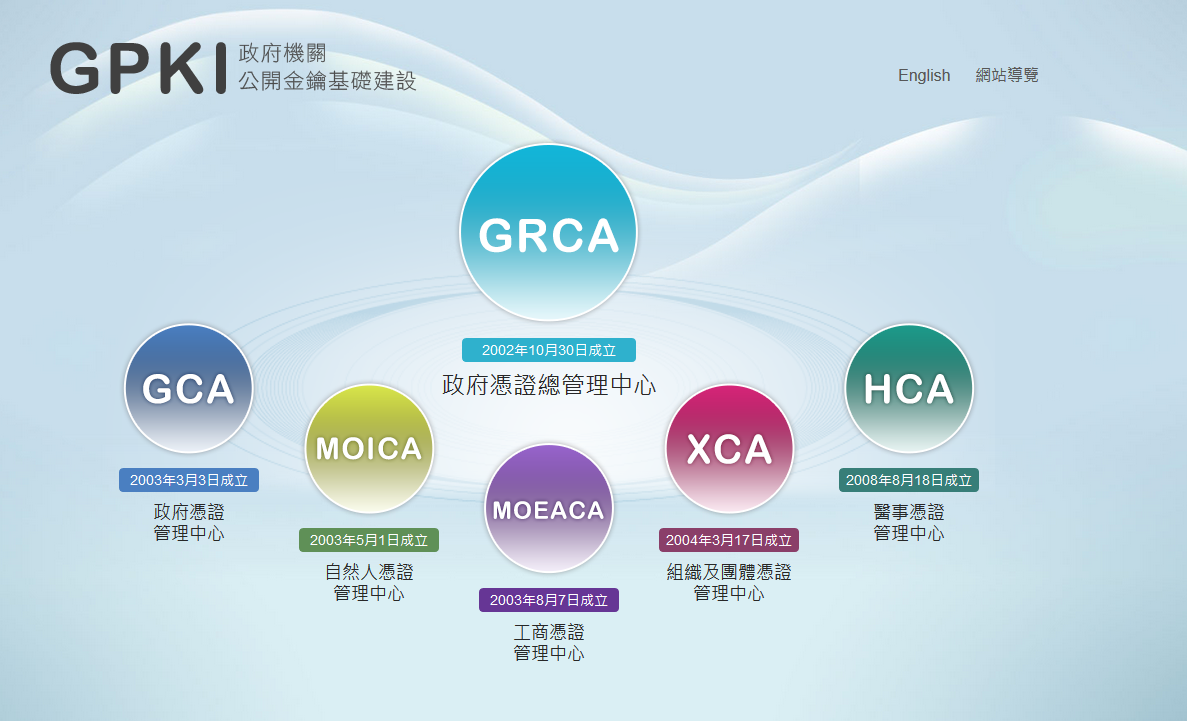 GPKI
政府機關
公開金鑰基礎建設
English 網站導覽
GRCA
2002年10月30日成立
政府憑證總管理中心
GCA
2003年3月3日成立
政府憑證
管理中心
MOICA
2003年5月1日成立
自然人憑證
管理中心
MOEACA
2003年8月7日成立
工商憑證
管理中心
XCA
2004年3月17日成立
組織及團體憑證
管理中心
HCA
2008年8月18日成立
醫事憑證
管理中心